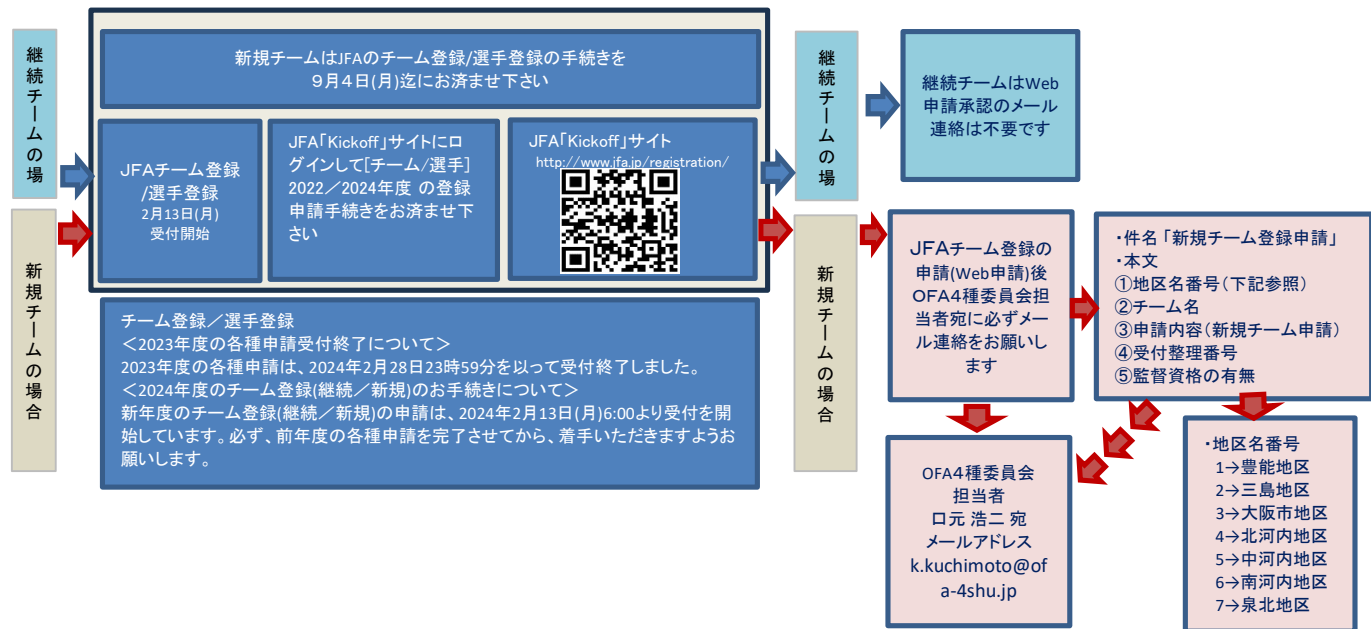 継続チームの場
新規チームの場合
新規チームはJFAのチーム登録/選手登録の手続きを
9月4日(月)迄にお済ませ下さい
JFAチーム登録
/選手登録
2月13日(月)
受付開始
JFA「Kickoff」サイトにロ
グインして[チーム/選手]
2022／2024年度 の登録
申請手続きをお済ませ下
さい
JFA「Kickoff」サイト
http://www.jfa.jp/registration/
チーム登録／選手登録
＜2023年度の各種申請受付終了について＞
2023年度の各種申請は、2024年2月28日23時59分を以って受付終了しました。
＜2024年度のチーム登録(継続／新規)のお手続きについて＞
新年度のチーム登録(継続／新規)の申請は、2024年2月13日(月)6:00より受付を開
始しています。必ず、前年度の各種申請を完了させてから、着手いただきますようお
願いします。
継続チームの場
新規チームの場合
継続チームはWeb
申請承認のメール
連絡は不要です
JFAチーム登録の
申請(Web申請)後
OFA4種委員会担
当者宛に必ずメー
ル連絡をお願いし
ます
・件名「新規チーム登録申請」
・本文
①地区名番号（下記参照）
②チーム名
③申請内容（新規チーム申請）
④受付整理番号
⑤監督資格の有無
OFA4種委員会
担当者
口元 浩二 宛
メールアドレス
k.kuchimoto@of
a-4shu.jp
・地区名番号
1→豊能地区
2→三島地区
3→大阪市地区
4→北河内地区
5→中河内地区
6→南河内地区
7→泉北地区